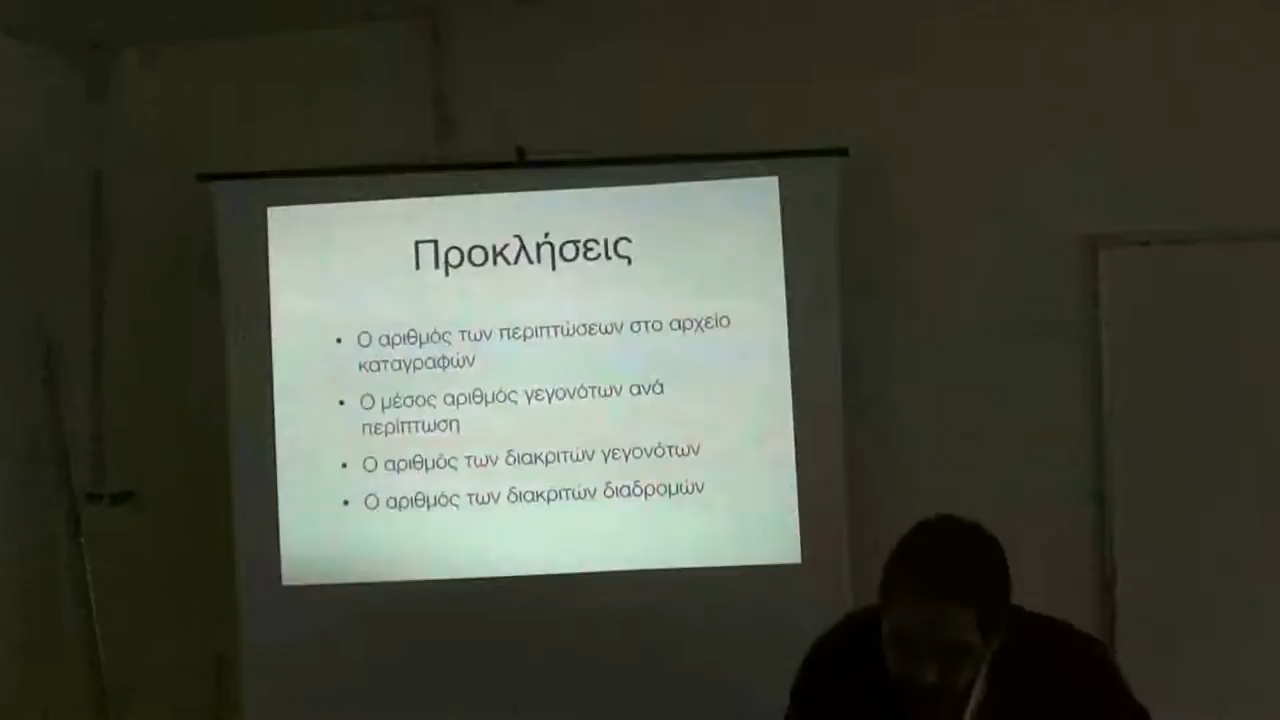 Προκλήσεις
• Ο αριθμός των περιπτώσεων στο αρχείο
καταγραφών
• Ο μέσος αριθμός γεγονότων ανά
περίπτωση
• Ο αριθμός των διακριτών γεγονότων
• Ο αριθμός των διακριτών διαδρομών